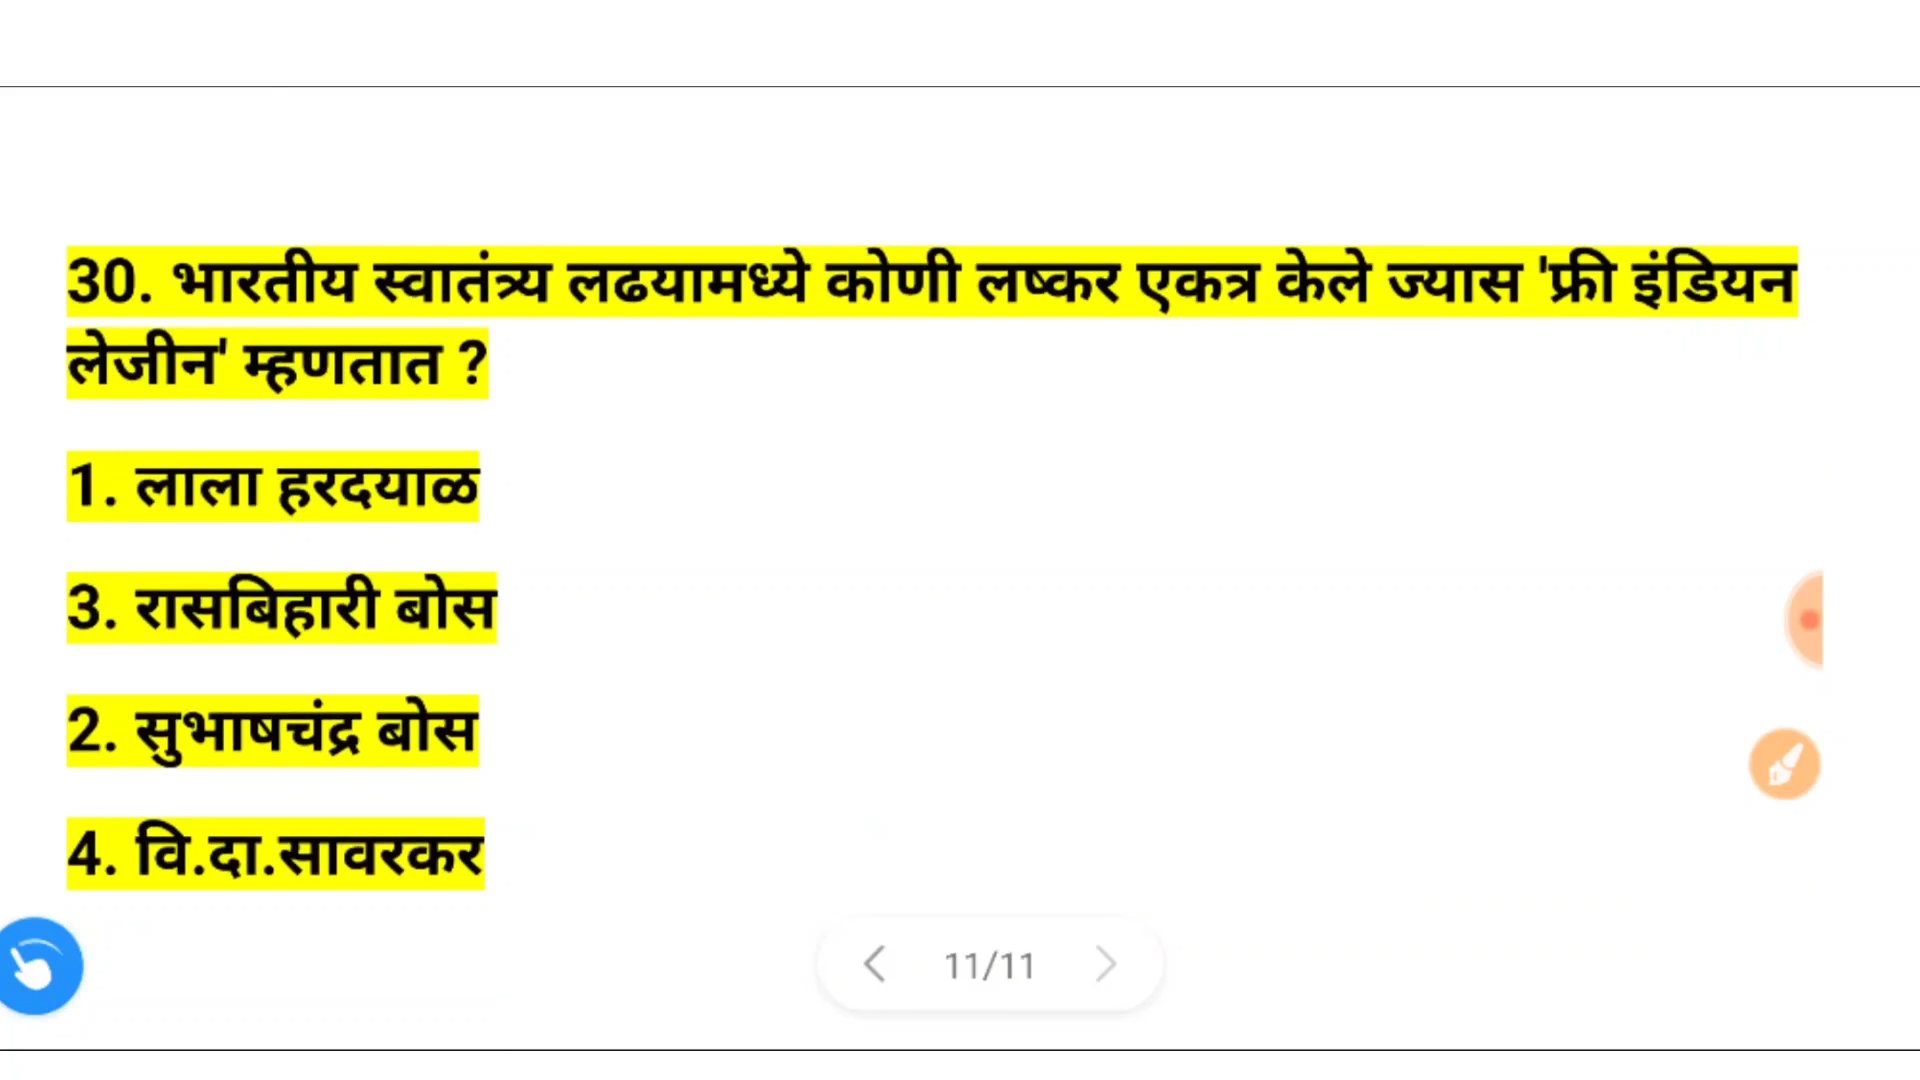 30. भारतीय स्वातंत्र्य लढयामध्ये कोणी लष्कर एकत्र केले ज्यास 'फ्री इंडियन
लेजीन' म्हणतात ?
1. लाला हरदयाळ
3. रासबिहारी बोस
2. सुभाषचंद्र बोस
4. वि.दा.सावरकर
11/11